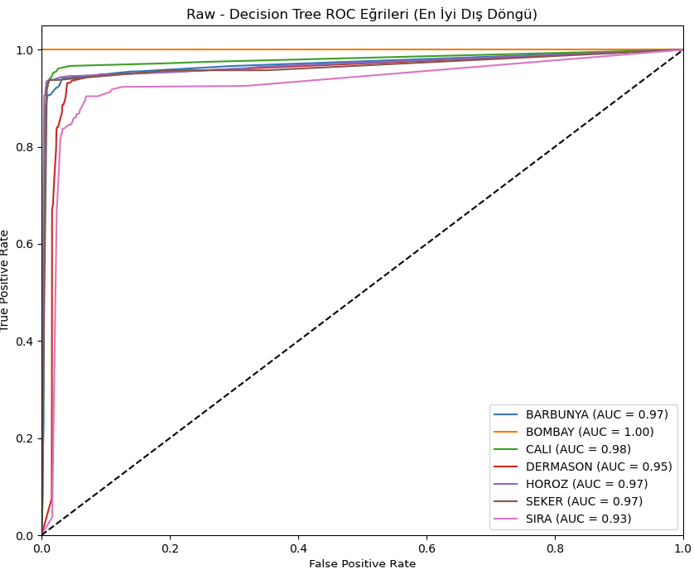 Raw - Decision Tree ROC Eğrileri (En İyi Dış Döngü)
True Positive Rate
1.0
0.8
0.6
0.4
0.2
0.0
0.0 0.2 0.4 0.6 0.8 1.0
False Positive Rate
BARBUNYA (AUC = 0.97)
BOMBAY (AUC = 1.00)
CALI (AUC = 0.98)
DERMASON (AUC = 0.95)
HOROZ (AUC = 0.97)
SEKER (AUC = 0.97)
SIRA (AUC = 0.93)